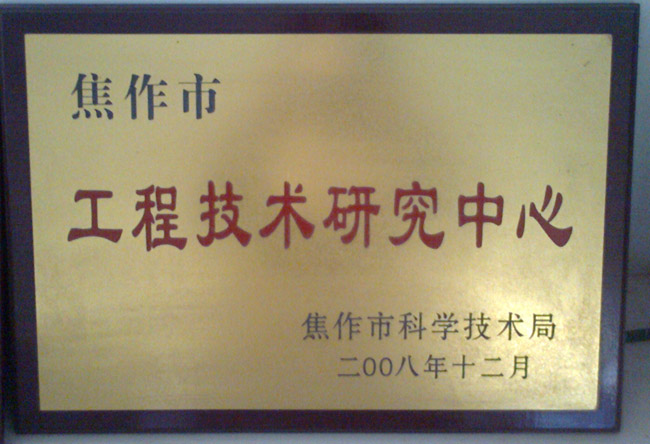 焦作市
工程技术研究中心
焦作市科学技术局
二00八年十二月